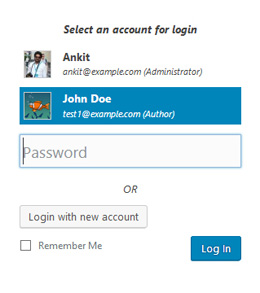 Select an account for login
Ankit
ankit@example.com (Administrator)
John Doe
test1@example.com (Author)
Password
OR
Login with new account
Remember Me
Log In